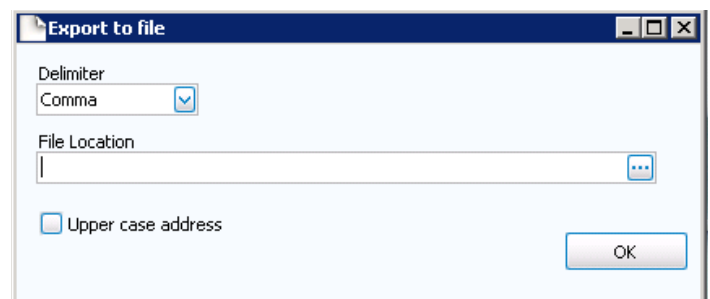 Export to file
Delimiter
Comma
File Location
Upper case address
OK